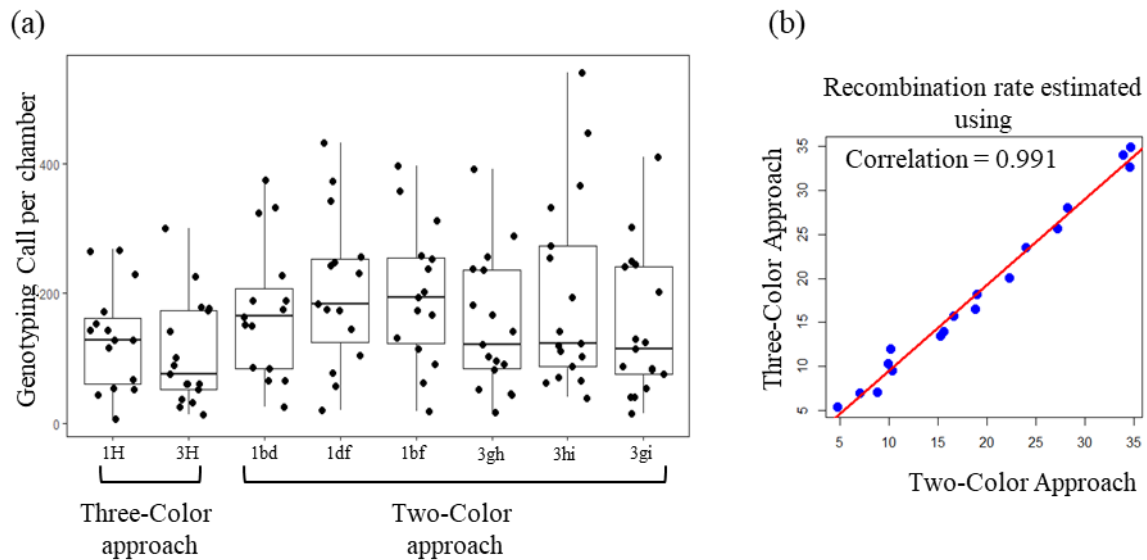 (a)
Genotyping Call per chamber
400
200
0
1H 3H 1bd 1df 1bf 3gh 3hi 3gi
Three-Color
approach
Two-Color
approach
(b)
Recombination rate estimated
using
Correlation = 0.991
Three-Color Approach
35
30
25
20
15
10
5
5 10 15 20 25 30 35
Two-Color Approach